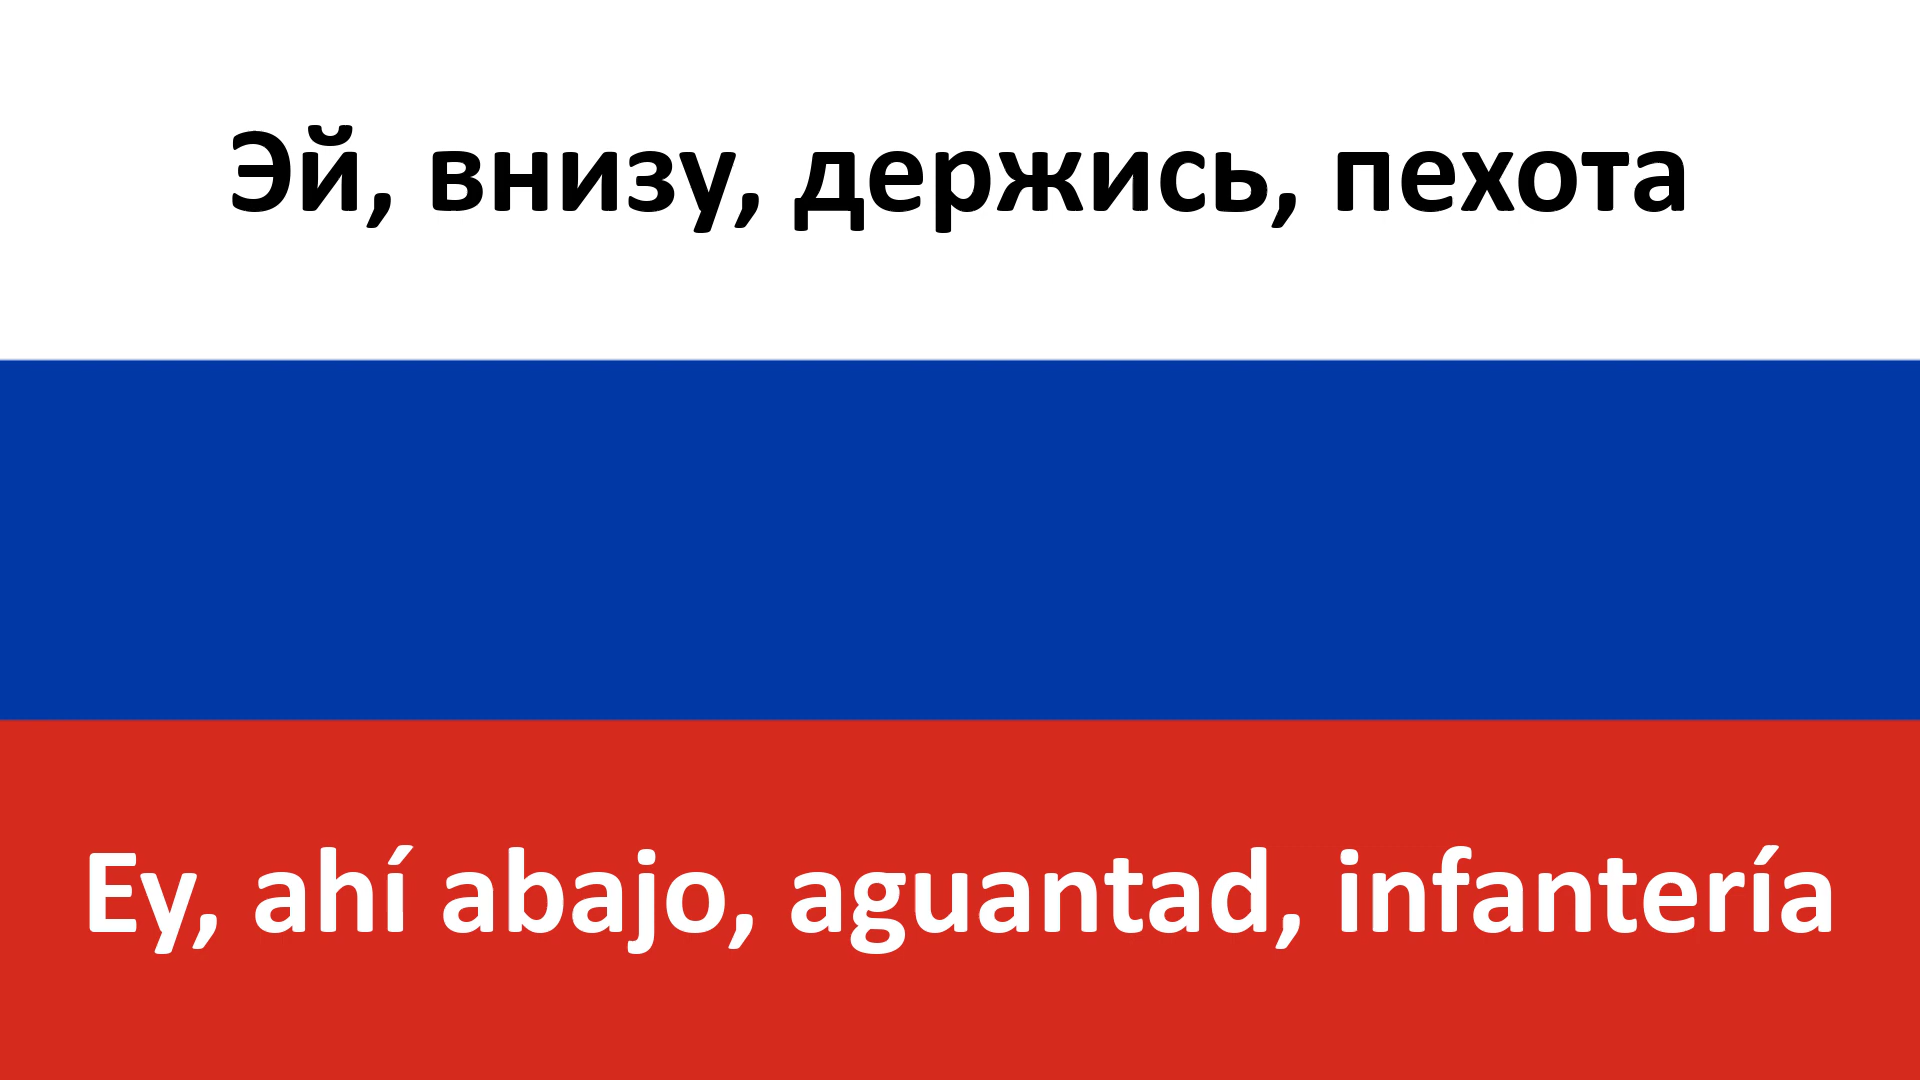 Эй, внизу, держись, пехота
Ey, ahí abajo, aguantad, infantería